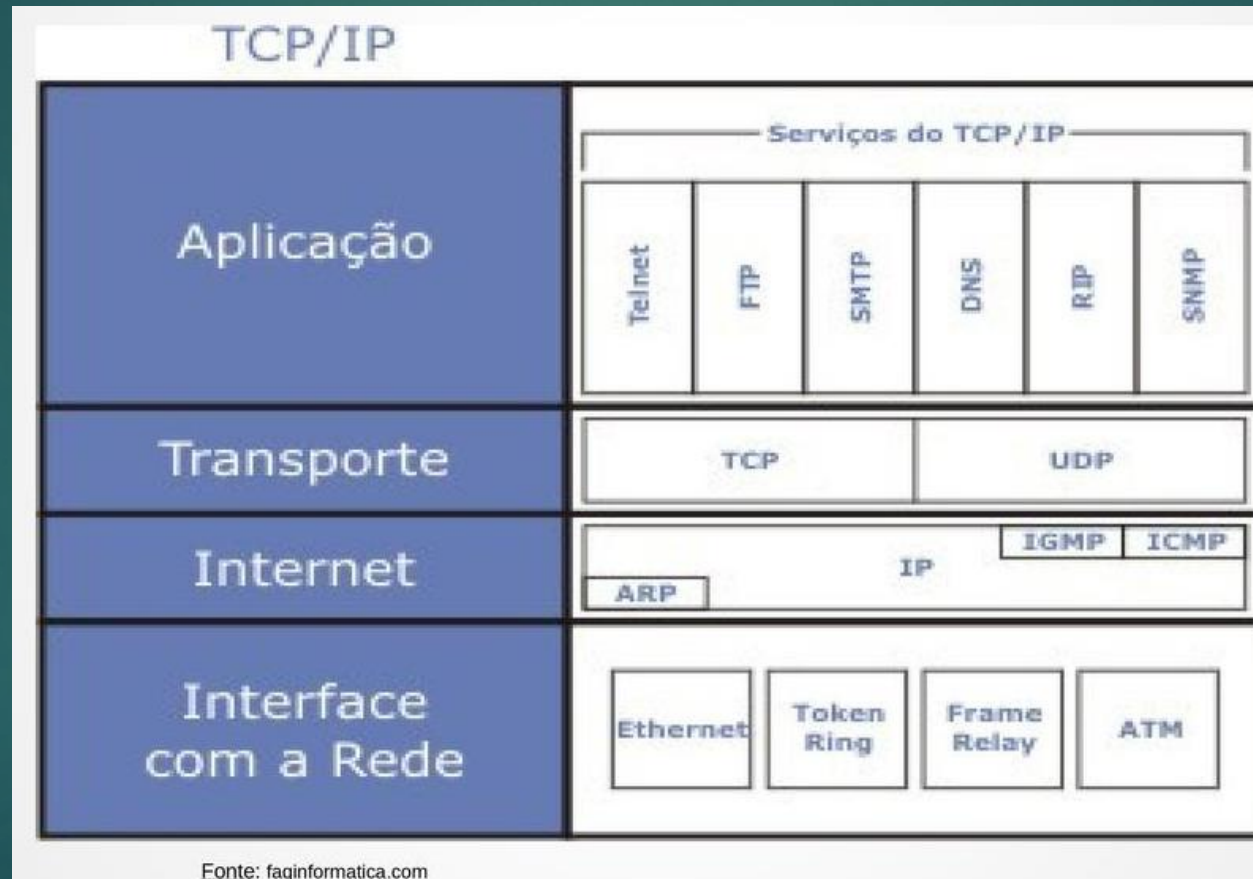 TCP/IP
Aplicação
Serviços do TCP/IP
Telnet
FTP
SMTP
DNS
RIP
SNMP
Transporte
TCP
UDP
Internet
IP
IGMP
ICMP
ARP
Interface
com a Rede
Ethernet
Token
Ring
Frame
Relay
ATM
Fonte: faginformatica.com